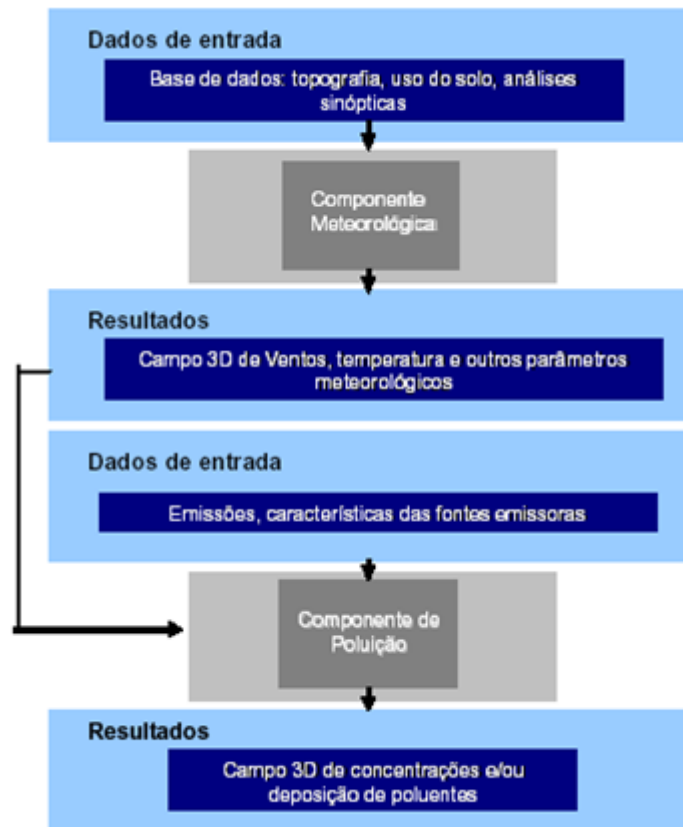 Dados de entrada
Base de dados: topografia, uso do solo, análises
sinópticas
Componente
Meteorológica
Resultados
Campo 3D de Ventos, temperatura e outros parâmetros
meteorológicos
Dados de entrada
Emissões, características das fontes emissoras
Componente de
Poluição
Resultados
Campo 3D de concentrações e/ou
deposição de poluentes